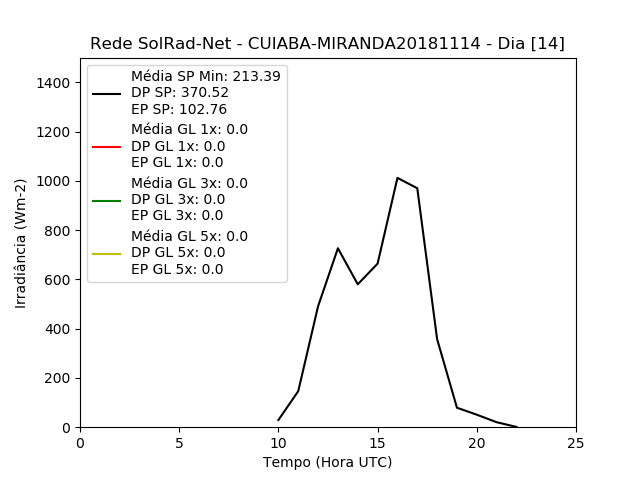 Rede SolRad-Net - CUIABA-MIRANDA20181114 - Dia [14]
Média SP Min: 213.39
DP SP: 370.52
EP SP: 102.76
Média GL 1x: 0.0
DP GL 1x: 0.0
EP GL 1x: 0.0
Média GL 3x: 0.0
DP GL 3x: 0.0
EP GL 3x: 0.0
Média GL 5x: 0.0
DP GL 5x: 0.0
EP GL 5x: 0.0
Irradiância (Wm-2)
1400
1200
1000
800
600
400
200
0
0 5 10 15 20 25
Tempo (Hora UTC)